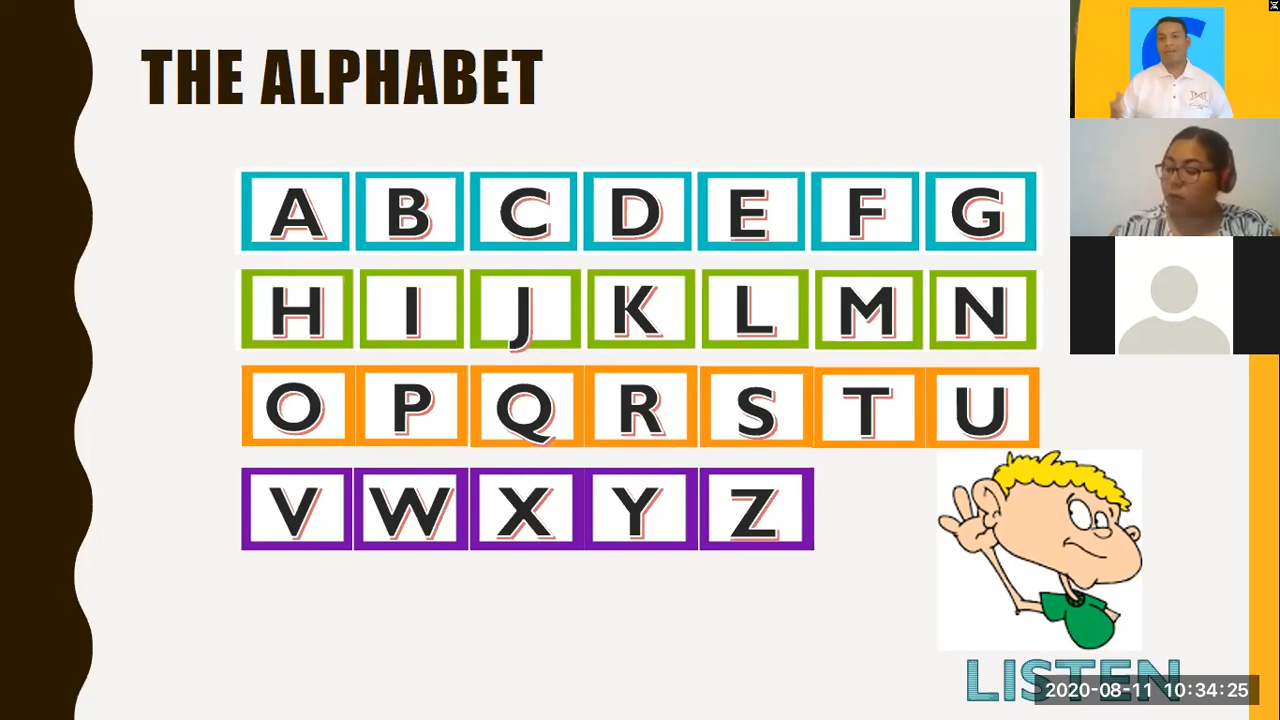 THE ALPHABET
A B C D E F G
H I J K L M N
O P Q R S T U
V W X Y Z
LISTEN
2020-08-11 10:34:25